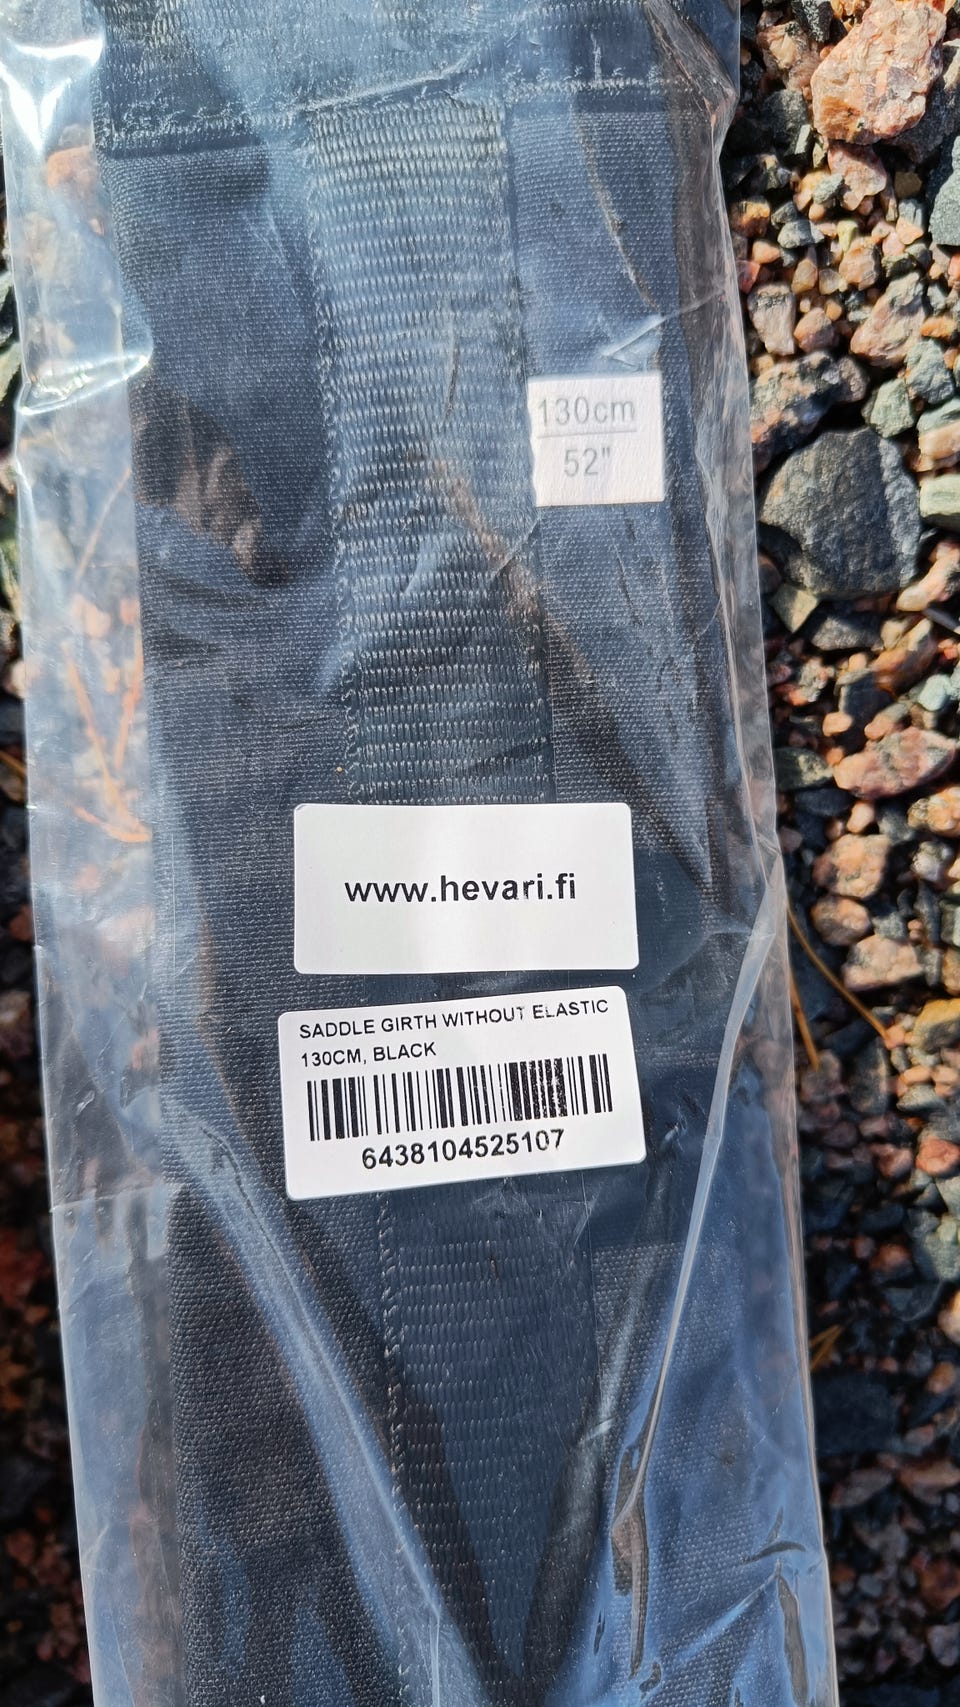 130cm
52"
www.hevari.fi
SADDLE GIRTH WITHOUT ELASTIC
130CM, BLACK
6438104525107